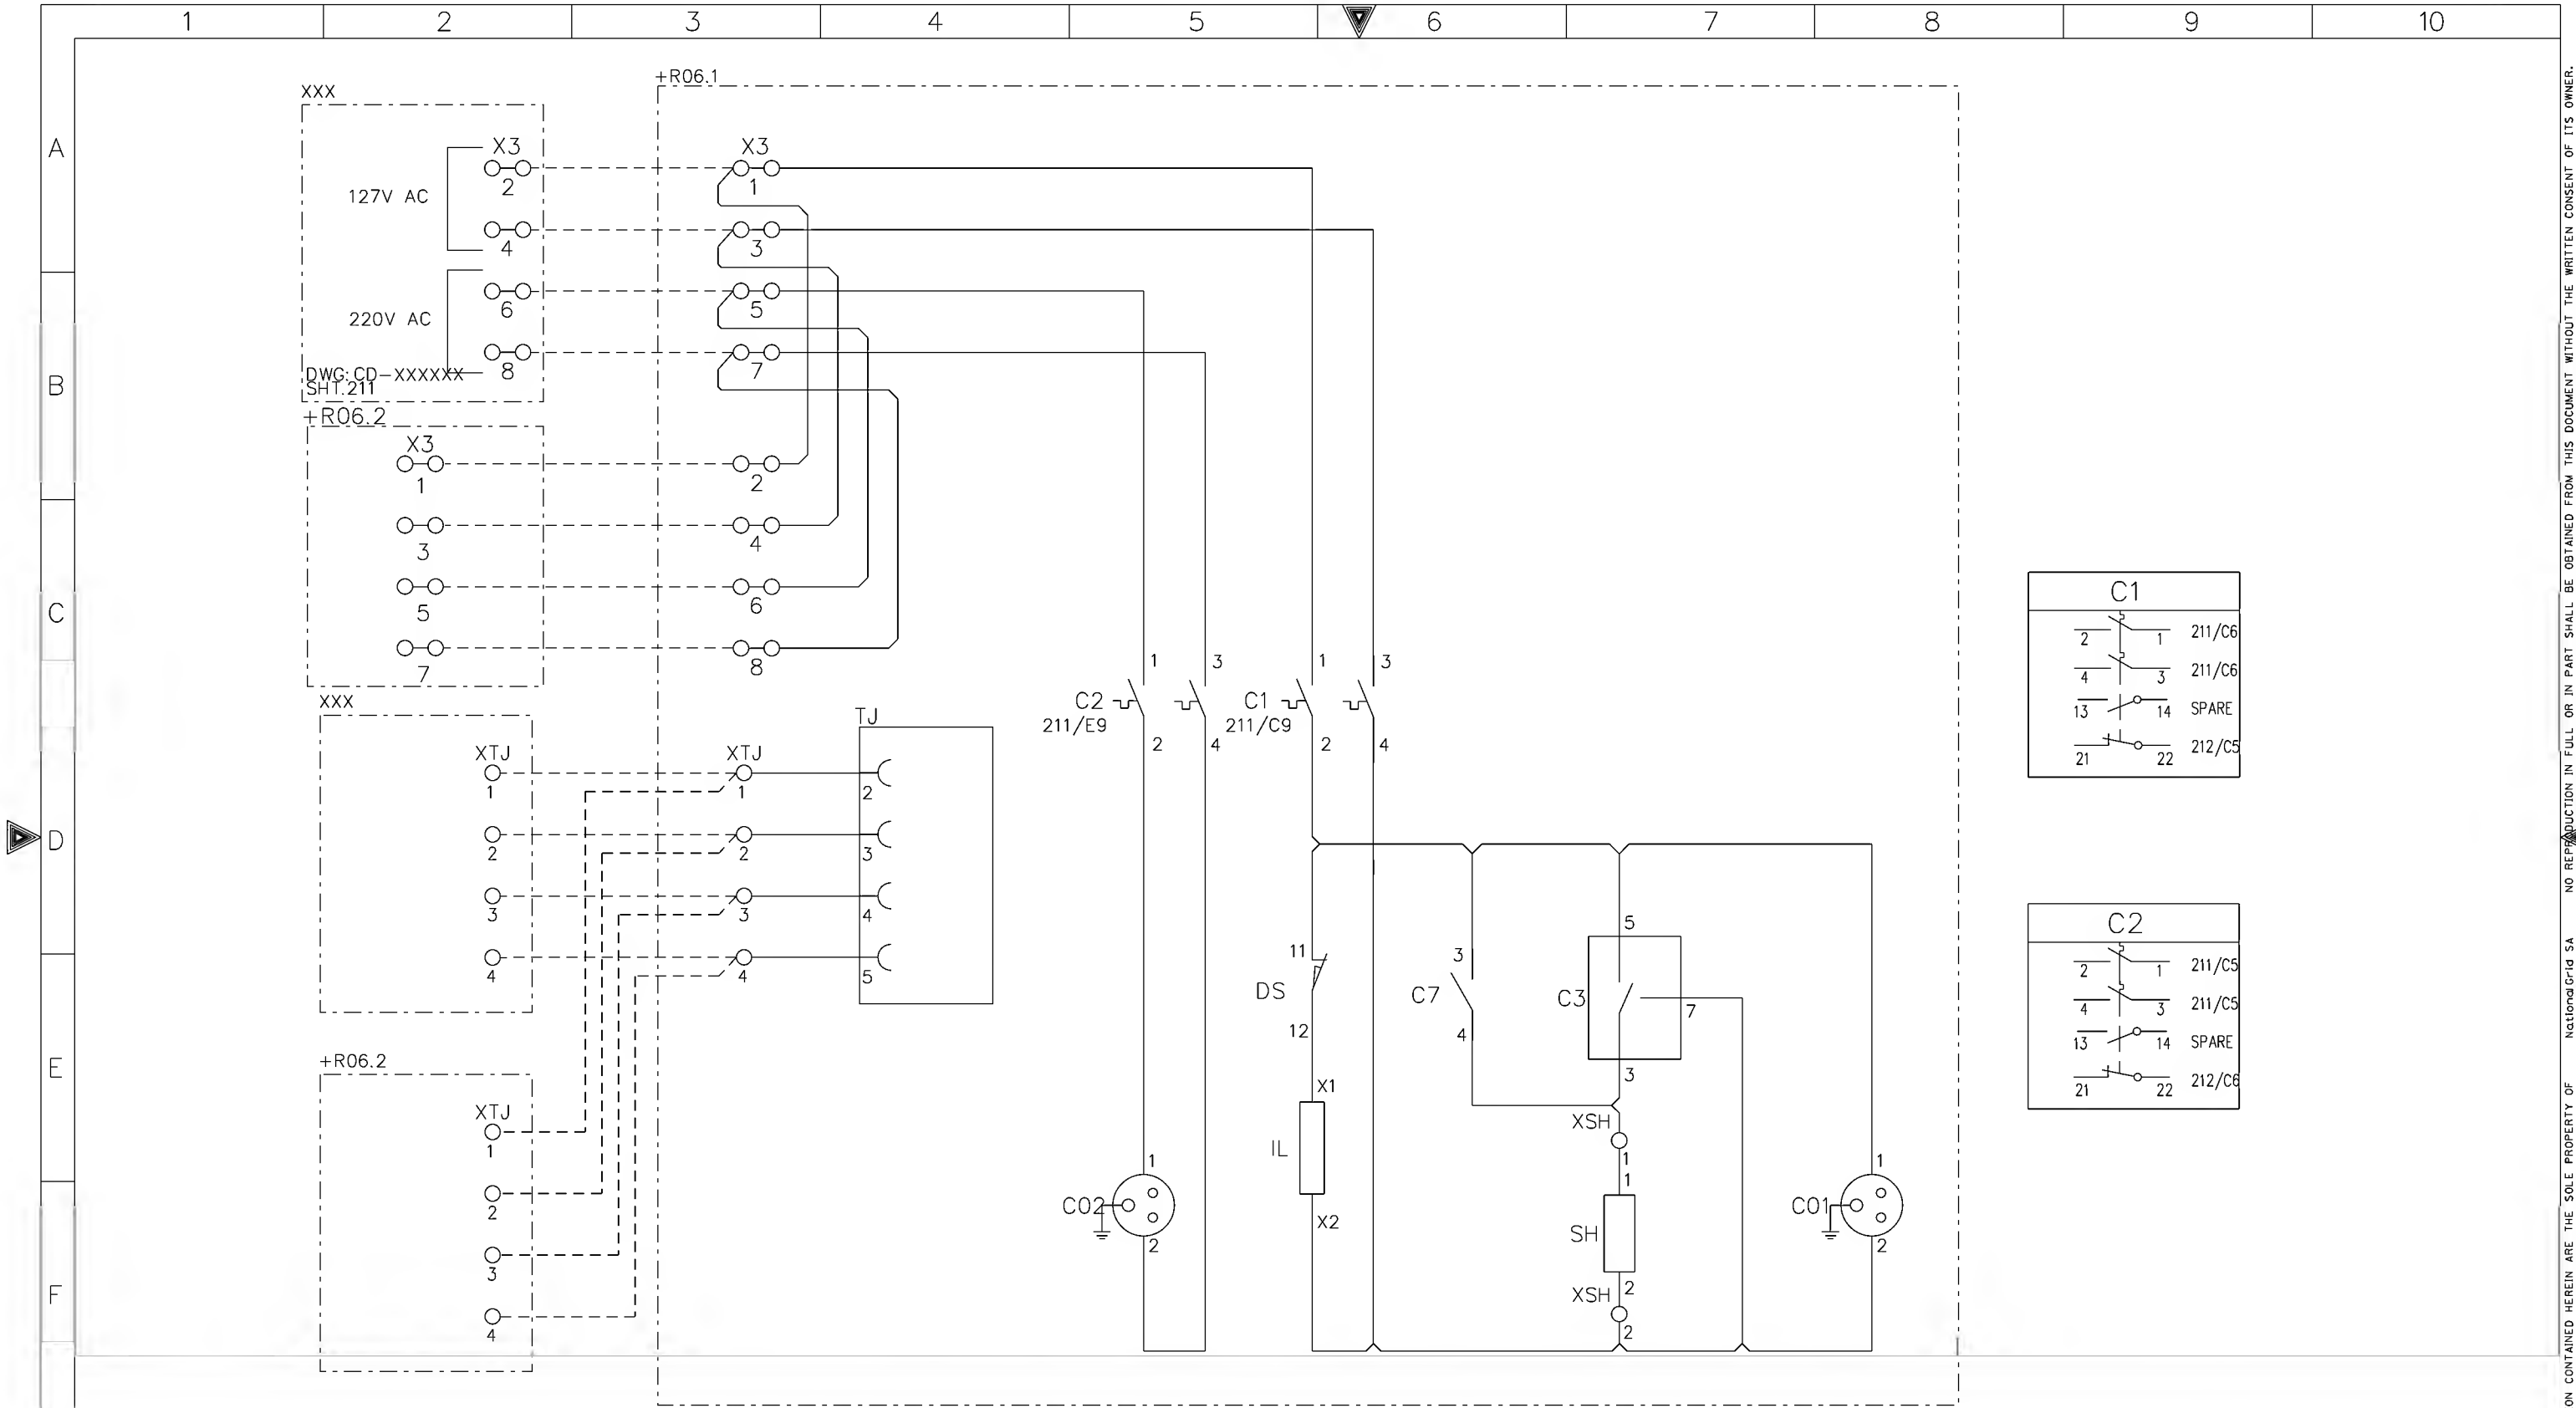 1 2 3 4 5 6 7 8 9 10
A
B
C
D
E
F
XXX
127V AC
220V AC
X3
2
4
6
8
DWG: CD-XXXXXX
SHT.211
+R06.2
X3
1
3
5
7
XXX
XTJ
1
2
3
4
+R06.2
XTJ
1
2
3
4
+R06.1
X3
1
3
5
7
2
4
6
8
XTJ
1
2
3
4
TJ
2
3
4
5
C2
211/E9
1
2
3
4
C1
211/C9
1
2
3
4
CO2
1
2
DS
11
12
IL
X1
X2
C7
3
4
C3
5
7
3
XSH
1
1
SH
2
XSH
2
CO1
1
2
C1
2 1 211/C6
4 3 211/C6
13 14 SPARE
21 22 212/C5
C2
2 1 211/C5
4 3 211/C5
13 14 SPARE
21 22 212/C6
ON CONTAINED HEREIN ARE THE SOLE PROPERTY OF NationalGrid SA NO REPRODUCTION IN FULL OR IN PART SHALL BE OBTAINED FROM THIS DOCUMENT WITHOUT THE WRITTEN CONSENT OF ITS OWNER.